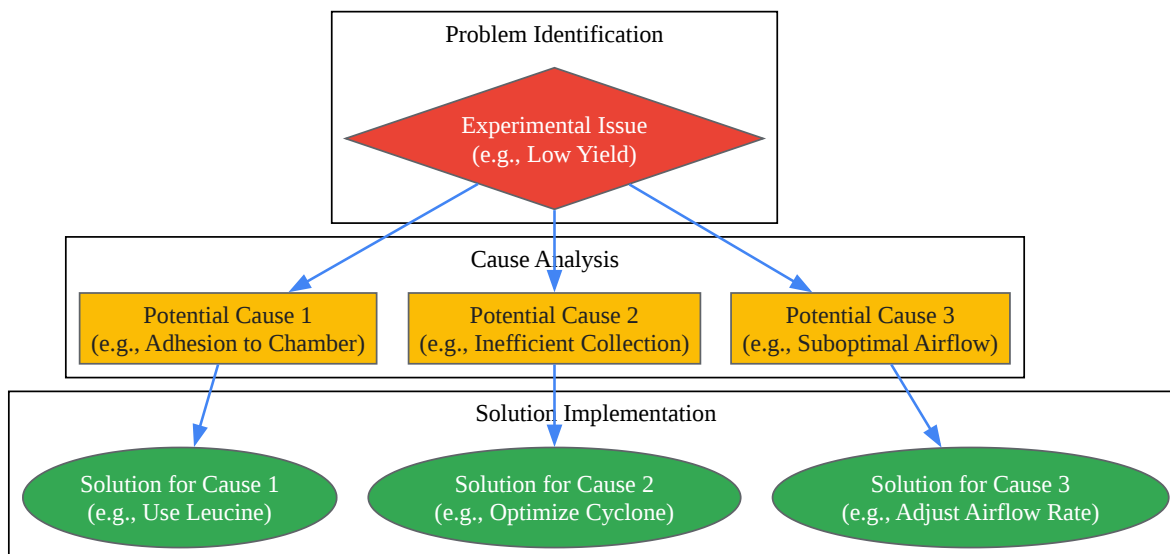 Problem Identification
Experimental Issue
(e.g., Low Yield)
Cause Analysis
Potential Cause 1
(e.g., Adhesion to Chamber)
Potential Cause 2
(e.g., Inefficient Collection)
Potential Cause 3
(e.g., Suboptimal Airflow)
Solution Implementation
Solution for Cause 1
(e.g., Use Leucine)
Solution for Cause 2
(e.g., Optimize Cyclone)
Solution for Cause 3
(e.g., Adjust Airflow Rate)